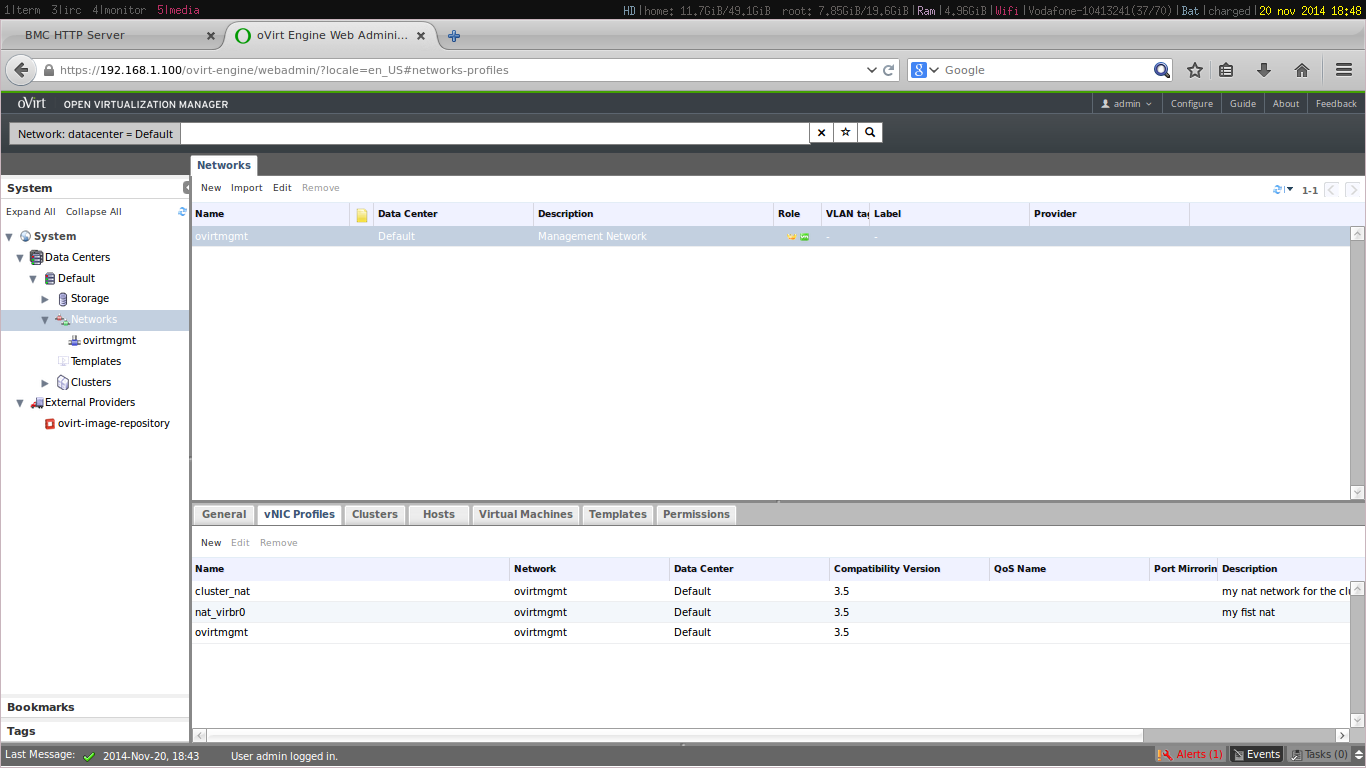 1|term 3|irc 4|monitor 5|media HD|home: 11.7GiB/49.1GiB root: 7.85GiB/19.6GiB|Ram|4.96GiB|Wifi|Vodafone-10413241(37/70)|Bat|charged|20 nov 2014 18:48
BMC HTTP Server oVirt Engine Web Admini...
https://192.168.1.100/ovirt-engine/webadmin/?locale=en_US#networks-profiles Google
oVirt OPEN VIRTUALIZATION MANAGER admin Configure Guide About Feedback
Network: datacenter = Default
Networks
System
New Import Edit Remove 1-1
Expand All Collapse All
Name Data Center Description Role VLAN tag Label Provider
ovirtmgmt Default Management Network - -
System
Data Centers
Default
Storage
Networks
ovirtmgmt
Templates
Clusters
External Providers
ovirt-image-repository
General vNIC Profiles Clusters Hosts Virtual Machines Templates Permissions
New Edit Remove
Name Network Data Center Compatibility Version QoS Name Port Mirrorin Description
cluster_nat ovirtmgmt Default 3.5 my nat network for the clu
nat_virbr0 ovirtmgmt Default 3.5 my fist nat
ovirtmgmt ovirtmgmt Default 3.5
Bookmarks
Tags
Last Message: 2014-Nov-20, 18:43 User admin logged in. Alerts (1) Events Tasks (0)